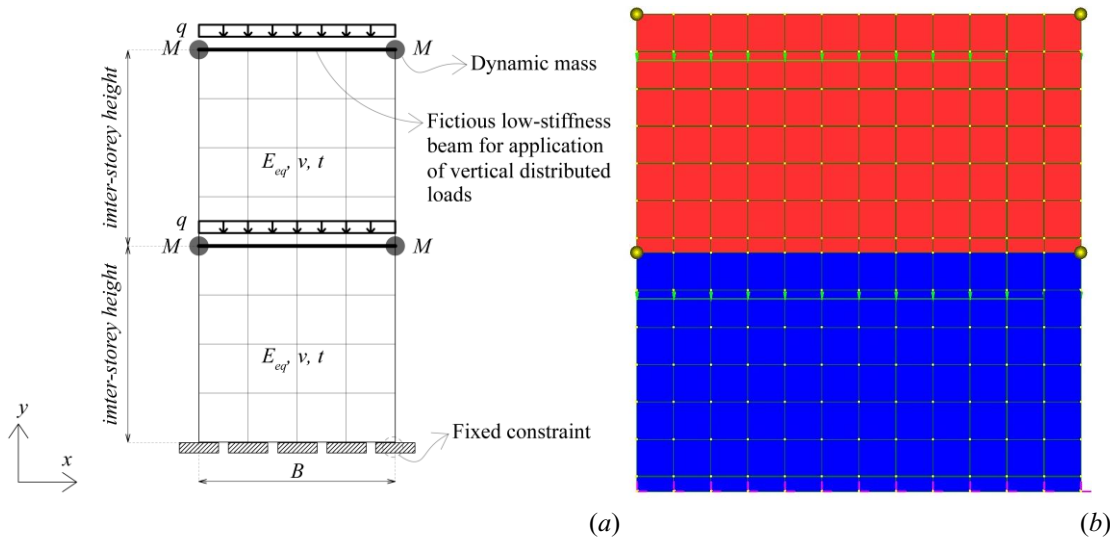 q
M
M
Dynamic mass
imter-storey height
Fictious low-stiffness
beam for application
of vertical distributed
loads
E_eq, v, t
q
M
M
imter-storey height
E_eq, v, t
Fixed constraint
y
x
B
(a)
(b)